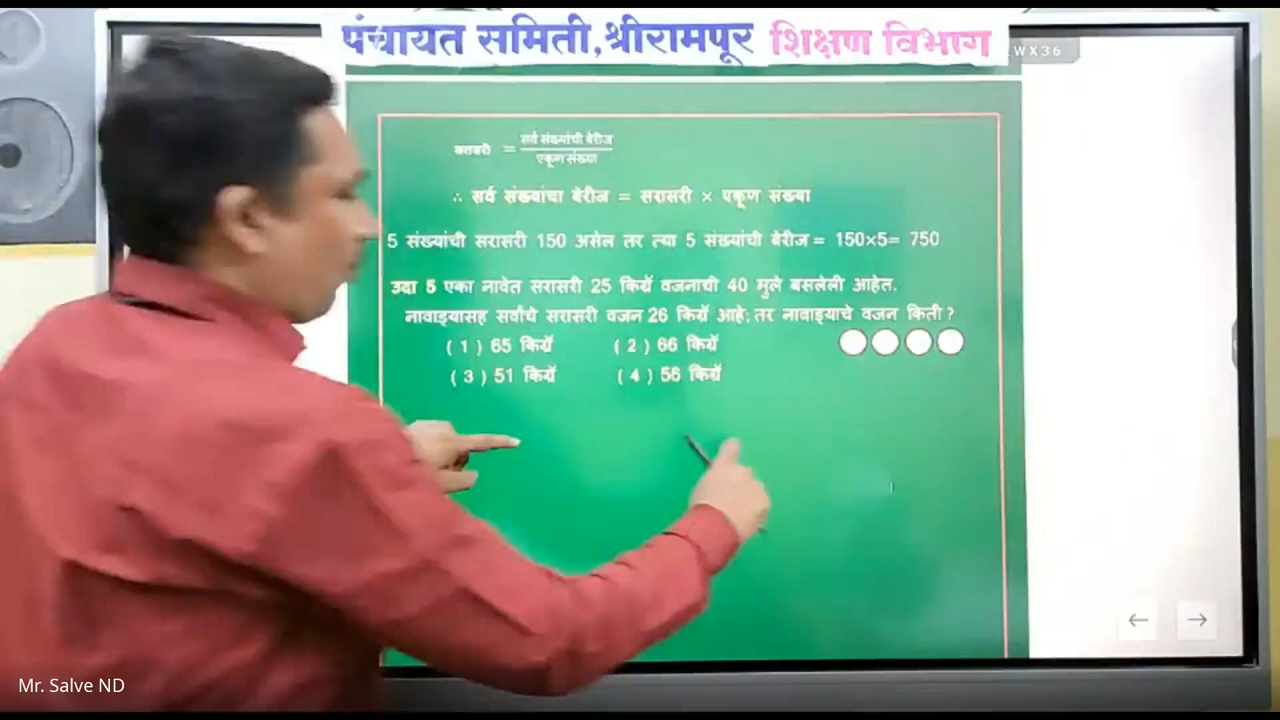 पंचायत समिती,श्रीरामपूर शिक्षण विभाग
WX36
सरासरी = सर्व संख्यांची बेरीज
एकूण संख्या
∴ सर्व संख्यांचा बेरीज = सरासरी × एकूण संख्या
5 संख्यांची सरासरी 150 असेल तर त्या 5 संख्यांची बेरीज = 150×5= 750
उदा 5 एका नावेत सरासरी 25 किग्रॅ वजनाची 40 मुले बसलेली आहेत.
नावाड्यासह सर्वांचे सरासरी वजन 26 किग्रॅ आहे; तर नावाड्याचे वजन किती ?
( 1 ) 65 किग्रॅ ( 2 ) 66 किग्रॅ
( 3 ) 51 किग्रॅ ( 4 ) 56 किग्रॅ
Mr. Salve ND